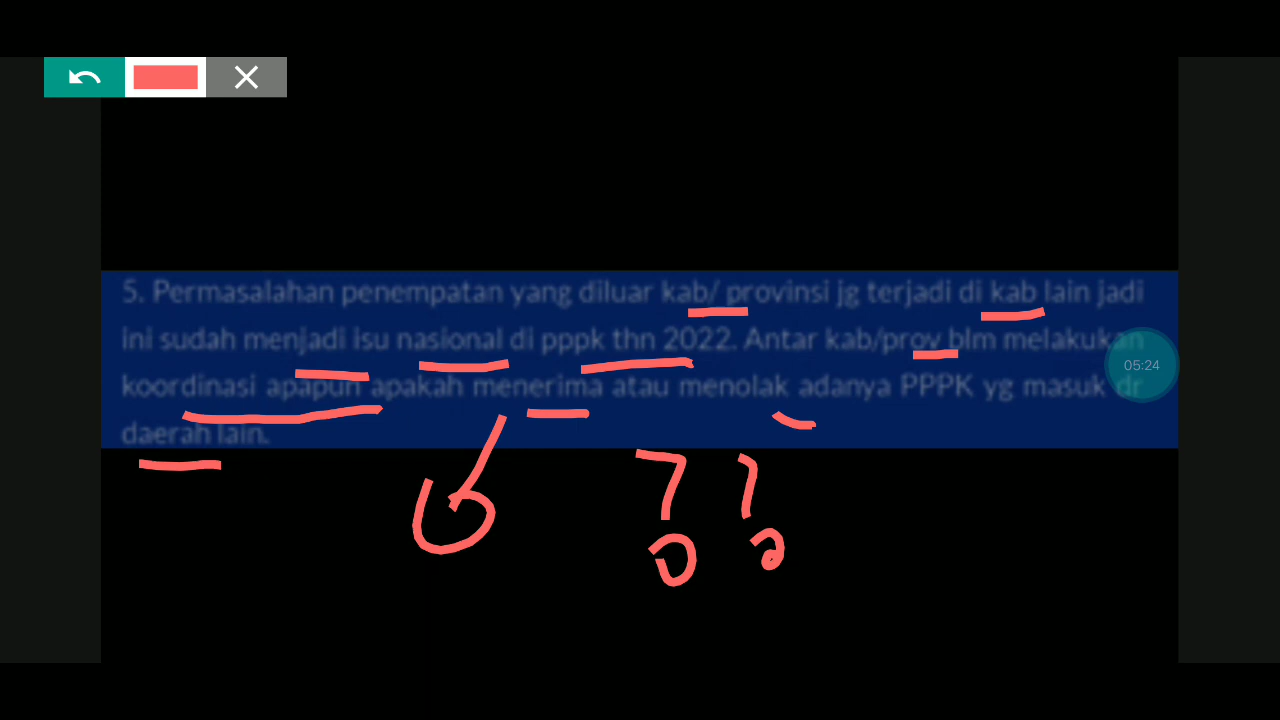 5. Permasalahan penempatan yang diluar kab/ provinsi jg terjadi di kab lain jadi
ini sudah menjadi isu nasional di pppk thn 2022. Antar kab/prov blm melakukan
koordinasi apapun apakah menerima atau menolak adanya PPPK yg masuk dr
daerah lain.
05:24
? ?